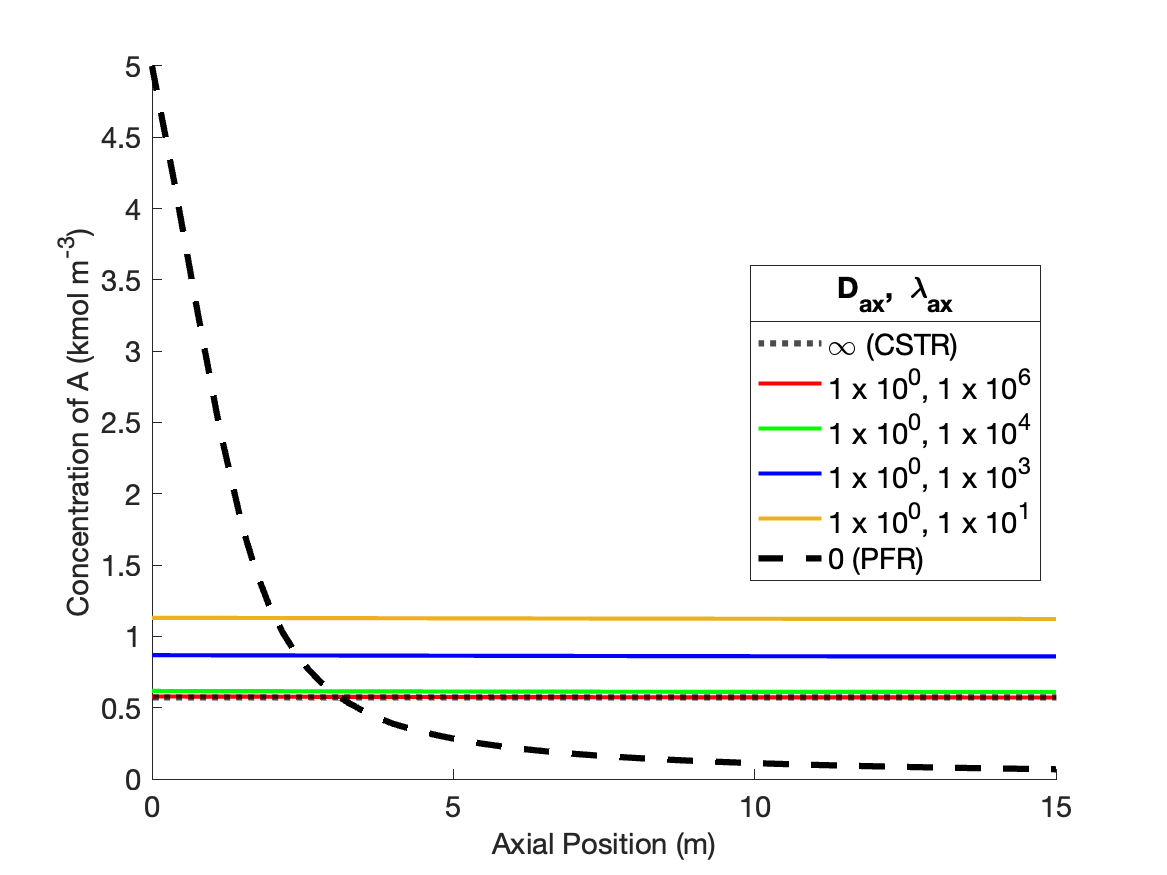 5
4.5
4
3.5
3
2.5
2
1.5
1
0.5
0
Concentration of A (kmol m⁻³)
D_ax, λ_ax
∞ (CSTR)
1 x 10⁰, 1 x 10⁶
1 x 10⁰, 1 x 10⁴
1 x 10⁰, 1 x 10³
1 x 10⁰, 1 x 10¹
0 (PFR)
0 5 10 15
Axial Position (m)